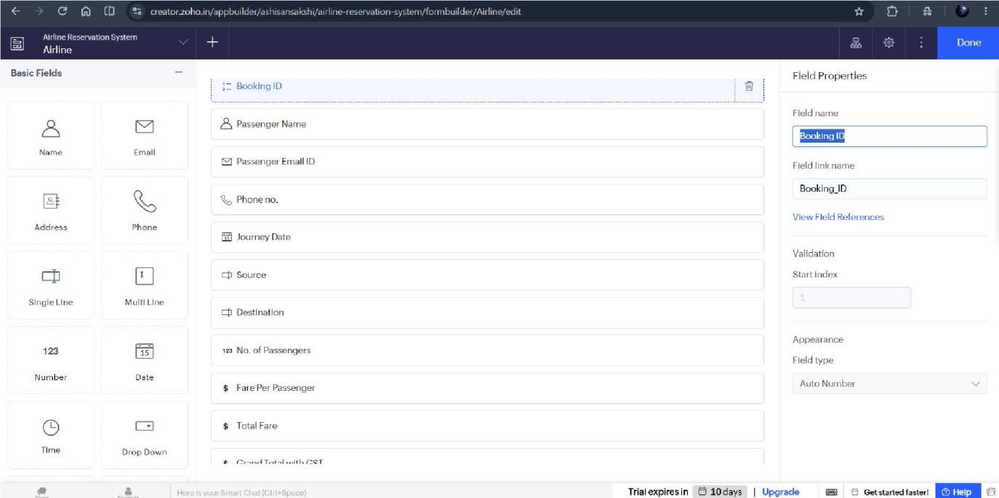 creator.zoho.in/appbuilder/ashisansakshi/airline-reservation-system/formbuilder/Airline/edit
Airline Reservation System
Airline
Done
Basic Fields
Name
Email
Address
Phone
Single Line
Multi Line
123
Number
15
Date
Time
Drop Down
Booking ID
Passenger Name
Passenger Email ID
Phone no.
15 Journey Date
Source
Destination
123 No. of Passengers
$ Fare Per Passenger
$ Total Fare
$ Grand Total with GST
Field Properties
Field name
Booking ID
Field link name
Booking_ID
View Field References
Validation
Start Index
1
Appearance
Field type
Auto Number
Chats
Contacts
Here is your Smart Chat (Ctrl+Space)
Trial expires in 10 days | Upgrade
Get started faster!
Help